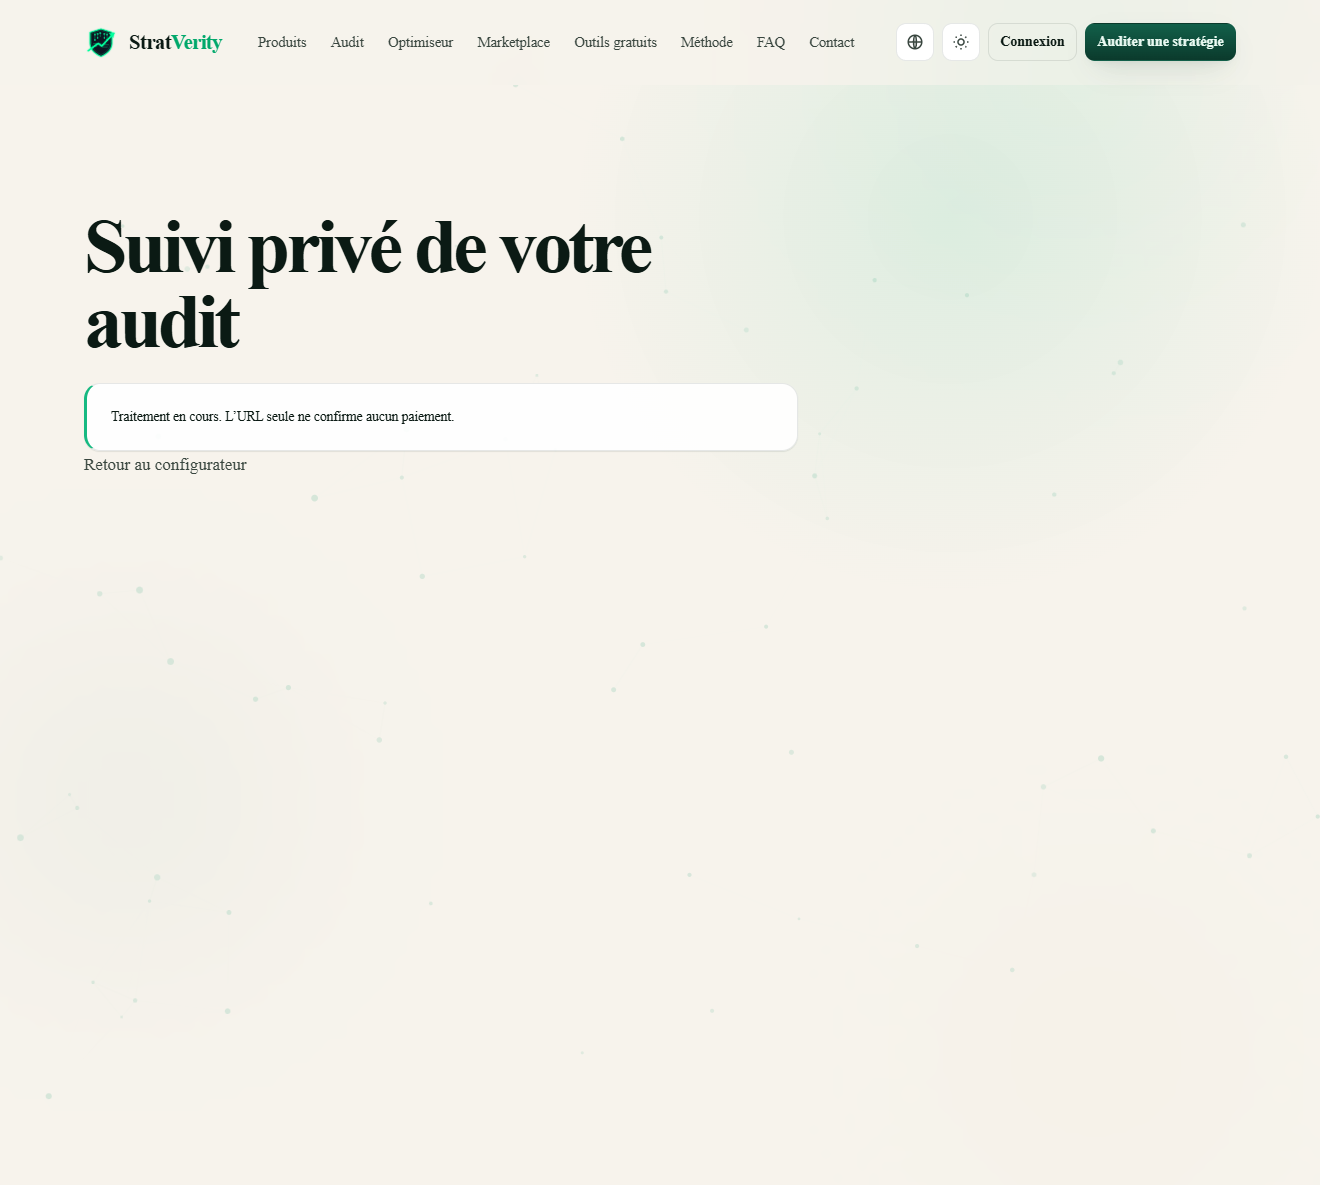 StratVerity
Produits Audit Optimiseur Marketplace Outils gratuits Méthode FAQ Contact
Connexion
Auditer une stratégie
Suivi privé de votre
audit
Traitement en cours. L’URL seule ne confirme aucun paiement.
Retour au configurateur